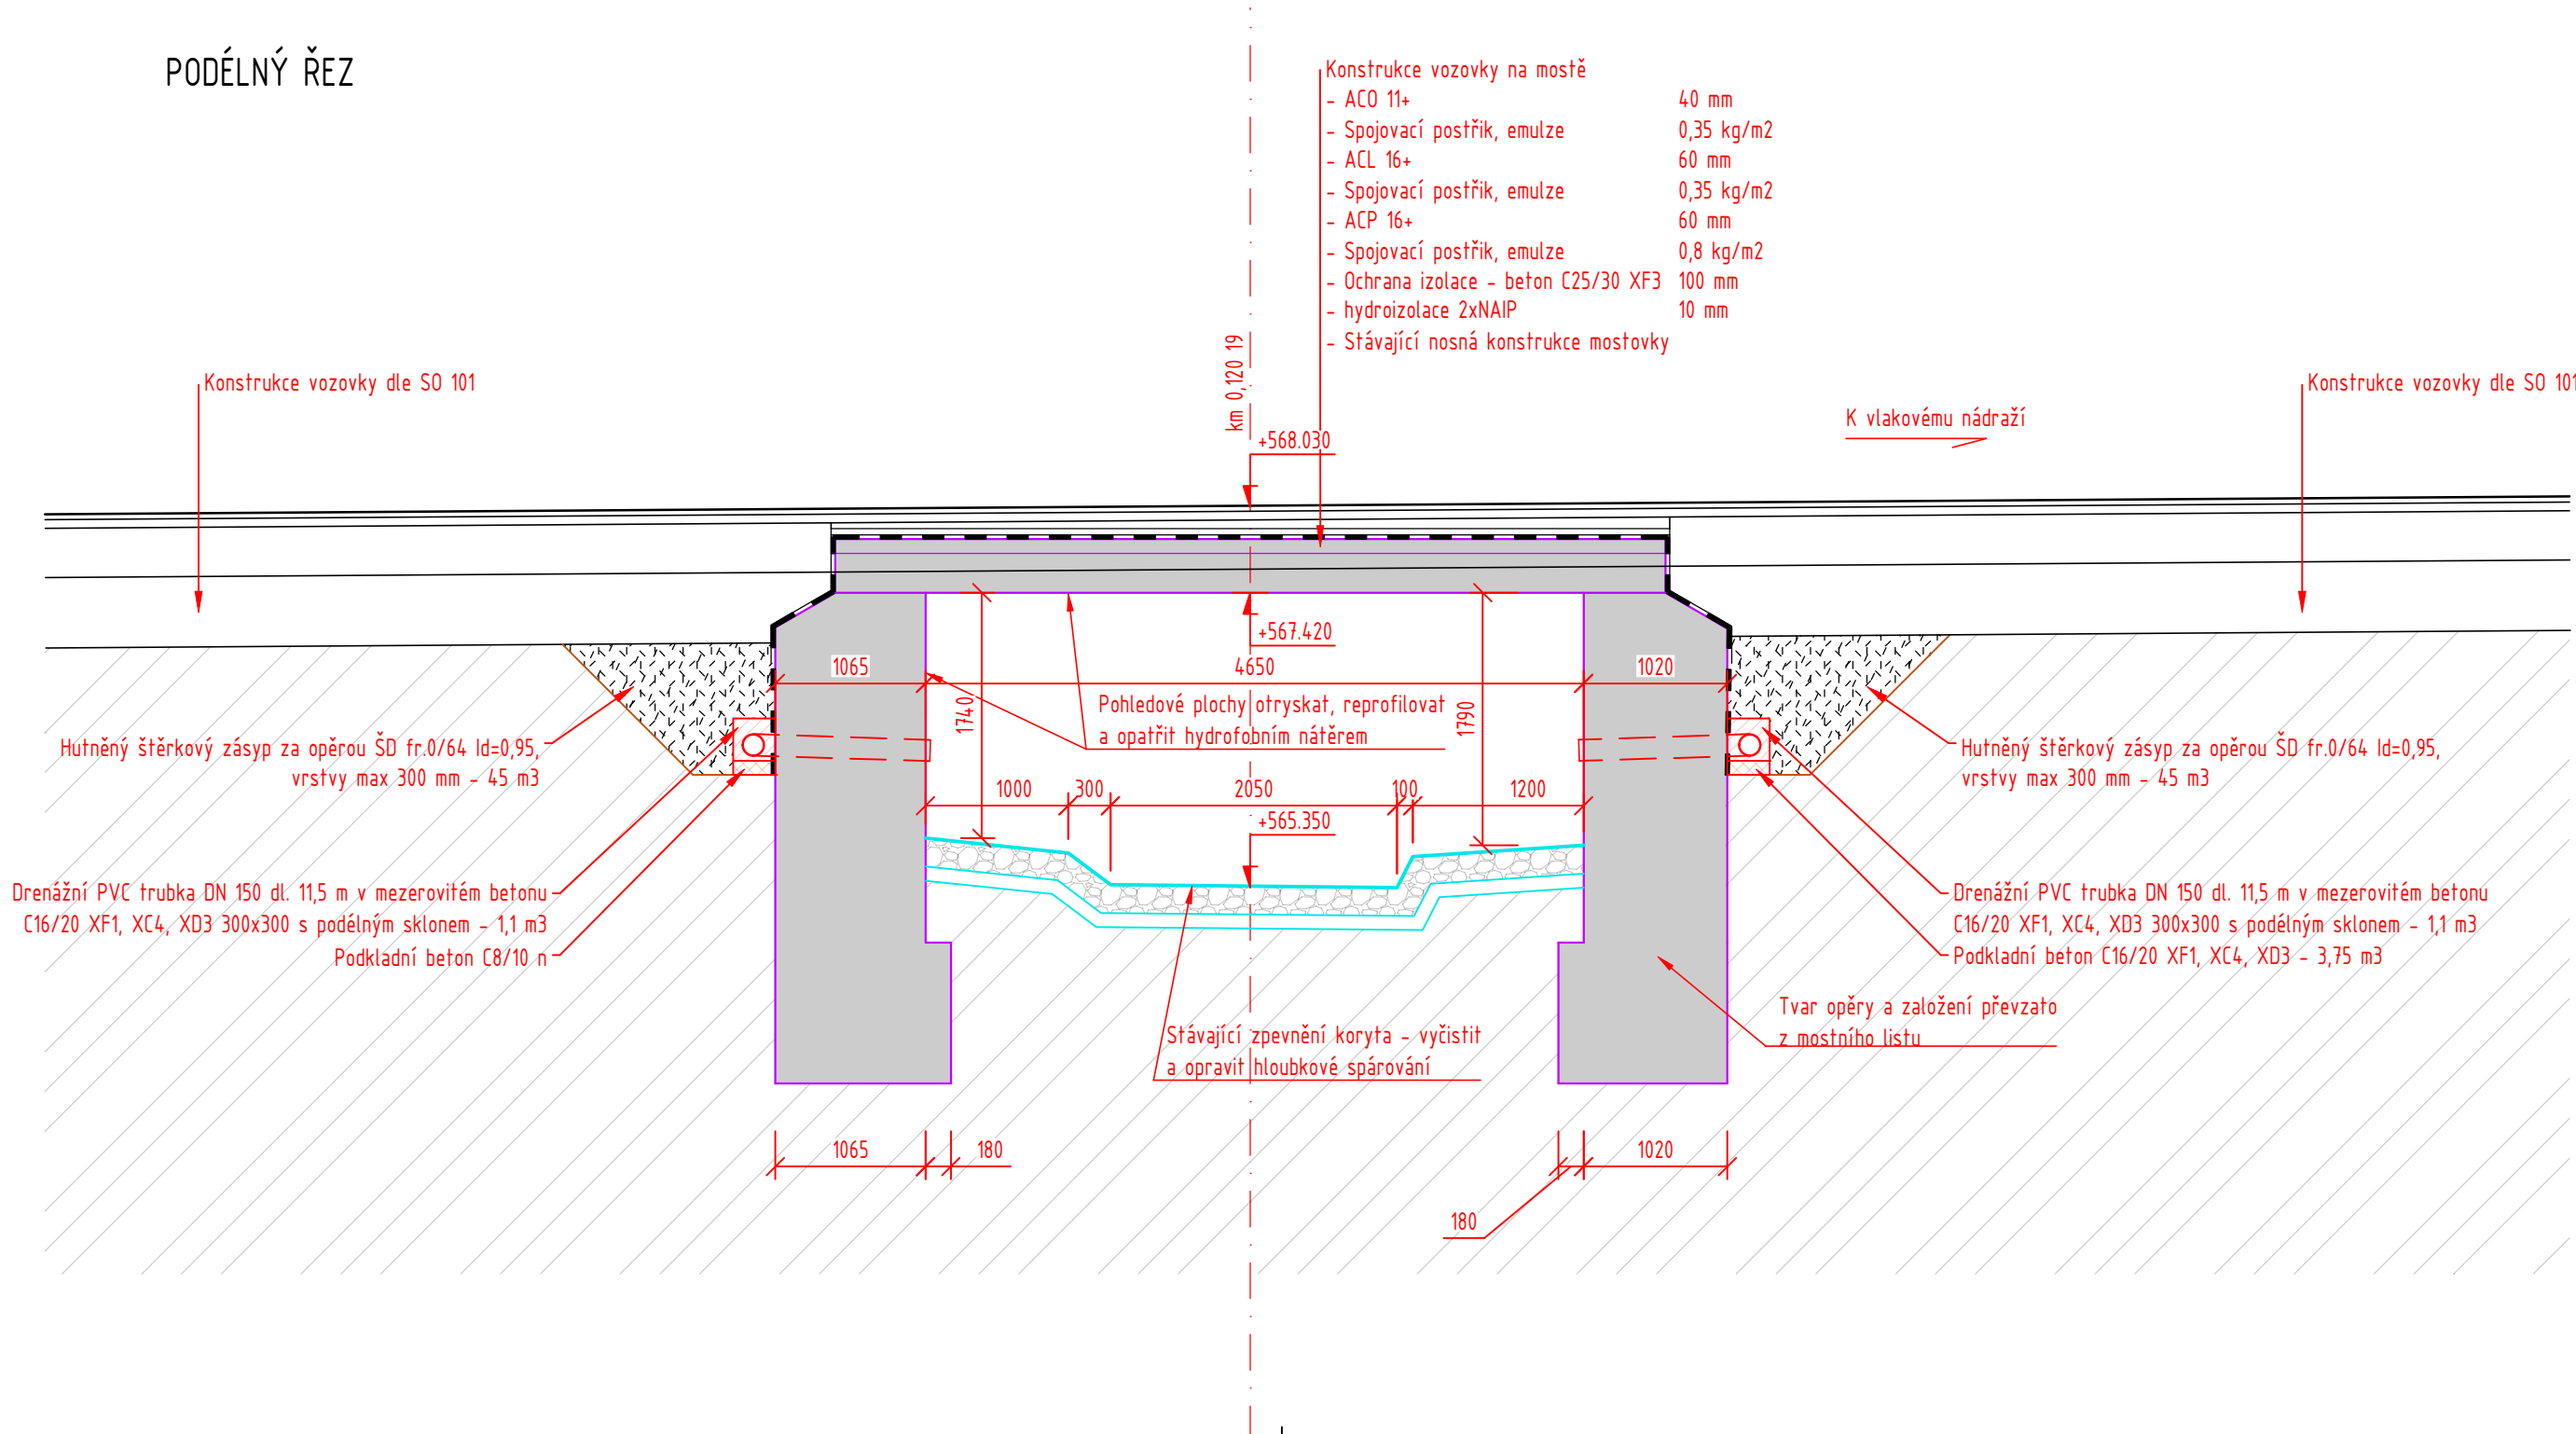 PODÉLNÝ ŘEZ
Konstrukce vozovky na mostě
- ACO 11+ 40 mm
- Spojovací postřik, emulze 0,35 kg/m2
- ACL 16+ 60 mm
- Spojovací postřik, emulze 0,35 kg/m2
- ACP 16+ 60 mm
- Spojovací postřik, emulze 0,8 kg/m2
- Ochrana izolace - beton C25/30 XF3 100 mm
- hydroizolace 2xNAIP 10 mm
- Stávající nosná konstrukce mostovky
km 0,120 19
Konstrukce vozovky dle SO 101
Konstrukce vozovky dle SO 101
K vlakovému nádraží
+568.030
+567.420
1065
4650
1020
1740
1790
Pohledové plochy otryskat, reprofilovat
a opatřit hydrofobním nátěrem
Hutněný štěrkový zásyp za opěrou ŠD fr.0/64 Id=0,95,
vrstvy max 300 mm - 45 m3
Hutněný štěrkový zásyp za opěrou ŠD fr.0/64 Id=0,95,
vrstvy max 300 mm - 45 m3
1000
300
2050
100
1200
+565.350
Drenážní PVC trubka DN 150 dl. 11,5 m v mezerovitém betonu
C16/20 XF1, XC4, XD3 300x300 s podélným sklonem - 1,1 m3
Podkladní beton C8/10 n
Drenážní PVC trubka DN 150 dl. 11,5 m v mezerovitém betonu
C16/20 XF1, XC4, XD3 300x300 s podélným sklonem - 1,1 m3
Podkladní beton C16/20 XF1, XC4, XD3 - 3,75 m3
Tvar opěry a založení převzato
z mostního listu
Stávající zpevnění koryta - vyčistit
a opravit hloubkové spárování
1065
180
1020
180